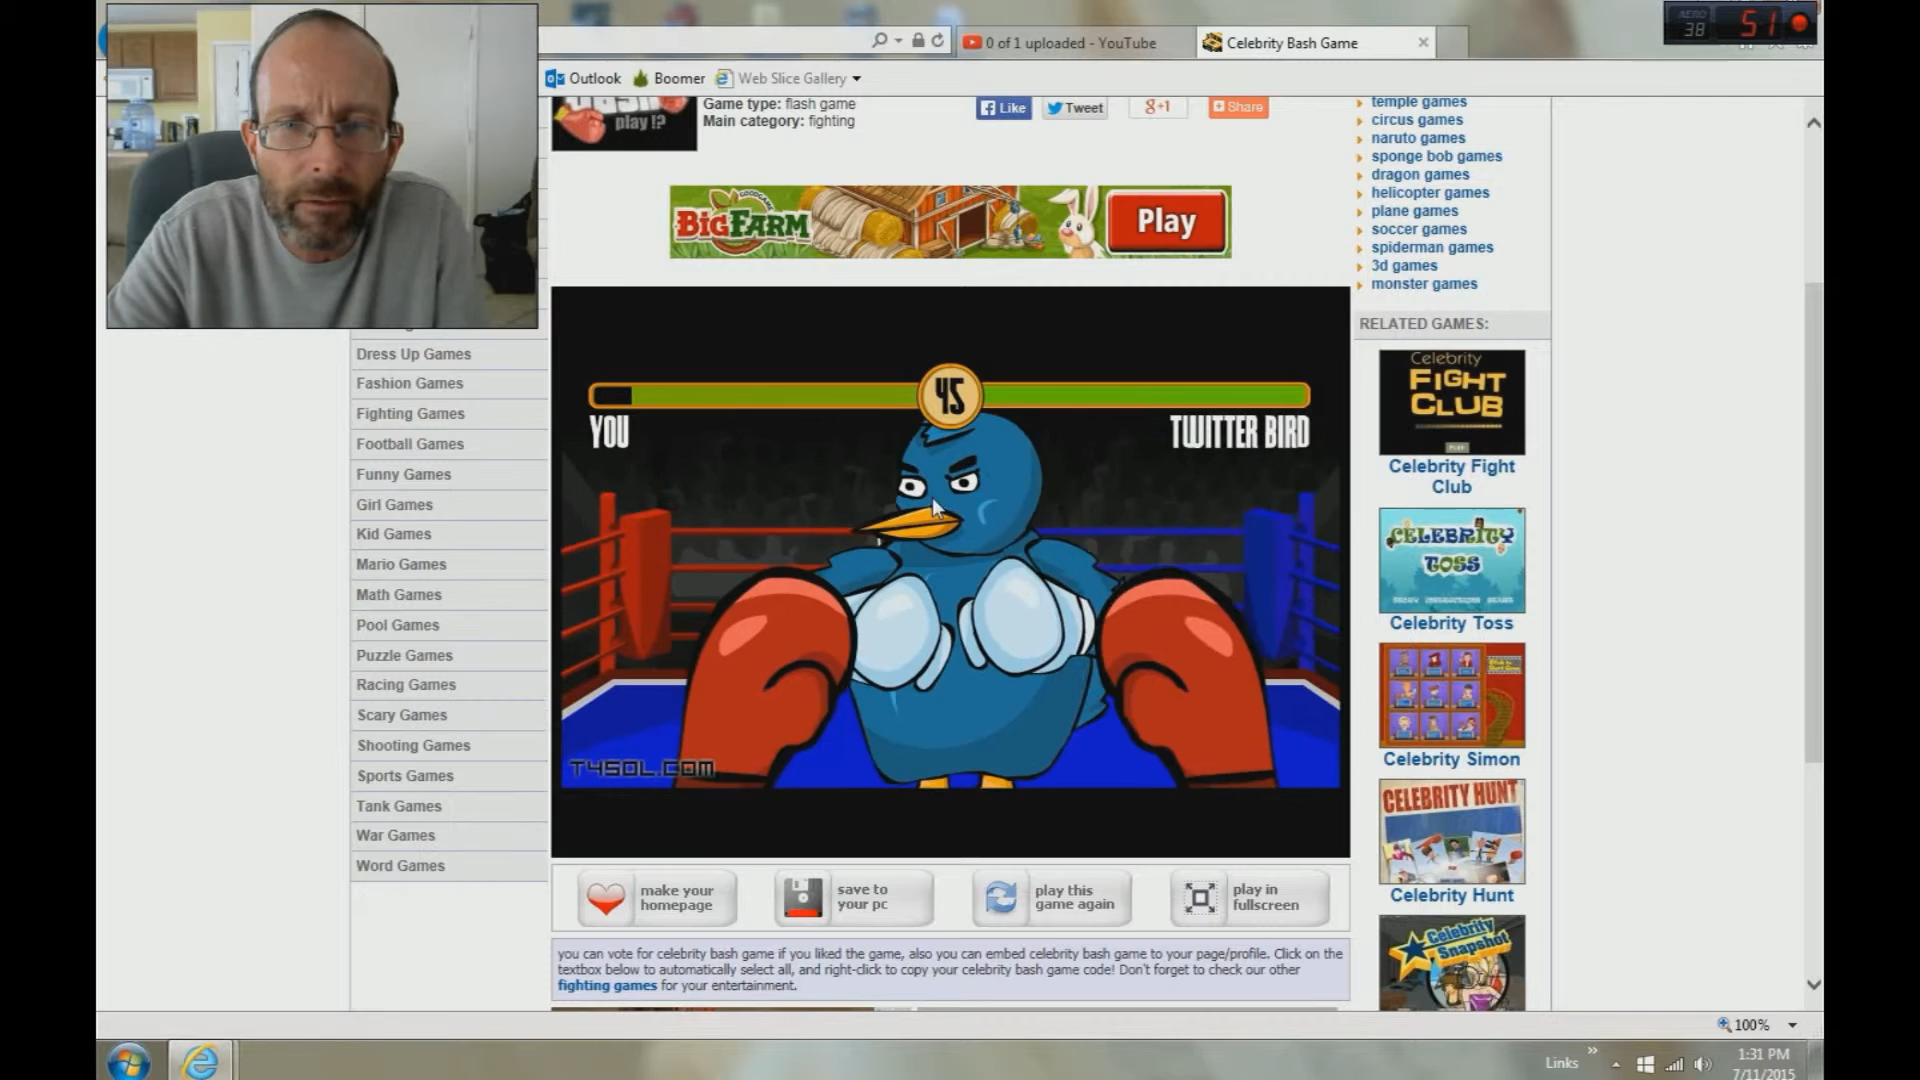 AERO
38
51
0 of 1 uploaded - YouTube
Celebrity Bash Game
Outlook
Boomer
Web Slice Gallery
play !?
Game type: flash game
Main category: fighting
Like
Tweet
g+1
Share
temple games
circus games
naruto games
sponge bob games
dragon games
helicopter games
plane games
soccer games
spiderman games
3d games
monster games
GOODGAME
BIGFARM
Play
RELATED GAMES:
Dress Up Games
Fashion Games
Fighting Games
Football Games
Funny Games
Girl Games
Kid Games
Mario Games
Math Games
Pool Games
Puzzle Games
Racing Games
Scary Games
Shooting Games
Sports Games
Tank Games
War Games
Word Games
45
YOU
TWITTER BIRD
T45OL.COM
Celebrity
FIGHT
CLUB
PLAY
Celebrity Fight
Club
CELEBRITY
TOSS
Celebrity Toss
Celebrity Simon
CELEBRITY HUNT
Celebrity Hunt
Celebrity
Snapshot
make your
homepage
save to
your pc
play this
game again
play in
fullscreen
you can vote for celebrity bash game if you liked the game, also you can embed celebrity bash game to your page/profile. Click on the
textbox below to automatically select all, and right-click to copy your celebrity bash game code! Don't forget to check our other
fighting games for your entertainment.
100%
Links
1:31 PM
7/11/2015